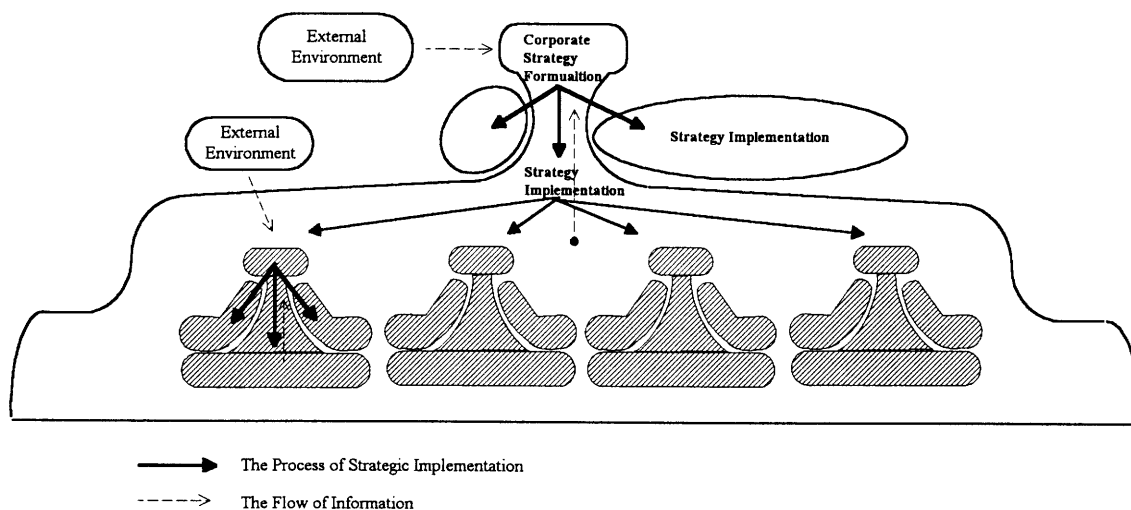 External
Environment
Corporate
Strategy
Formualtion
External
Environment
Strategy Implementation
Strategy
Implementation
The Process of Strategic Implementation
The Flow of Information